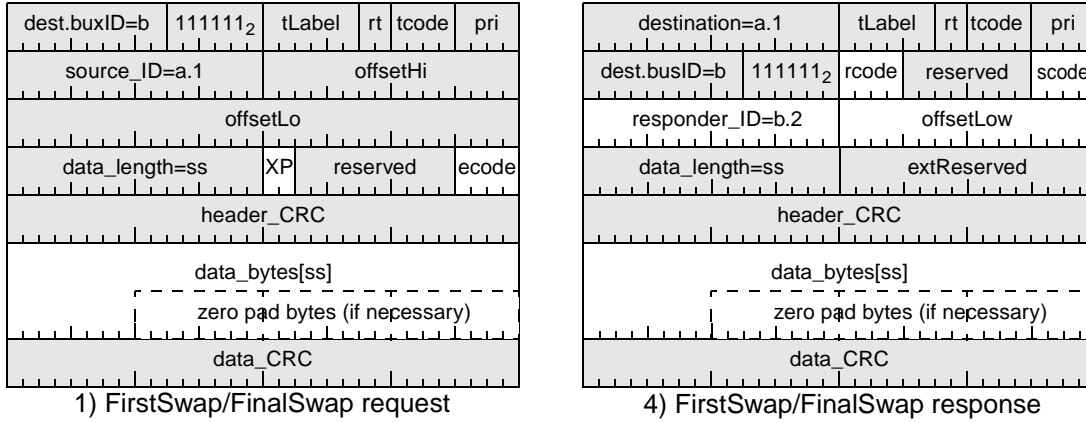 dest.buxID=b 111111₂ tLabel rt tcode pri
source_ID=a.1 offsetHi
offsetLo
data_length=ss XP reserved ecode
header_CRC
data_bytes[ss]
zero pad bytes (if necessary)
data_CRC
1) FirstSwap/FinalSwap request
destination=a.1 tLabel rt tcode pri
dest.busID=b 111111₂ rcode reserved scode
responder_ID=b.2 offsetLow
data_length=ss extReserved
header_CRC
data_bytes[ss]
zero pad bytes (if necessary)
data_CRC
4) FirstSwap/FinalSwap response